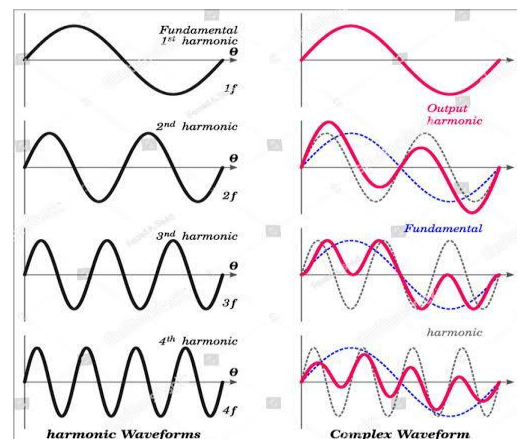 Fundamental
1st harmonic
θ
1f
Output
harmonic
2nd harmonic
θ
2f
Fundamental
3nd harmonic
θ
3f
harmonic
4th harmonic
θ
4f
harmonic Waveforms
Complex Waveform